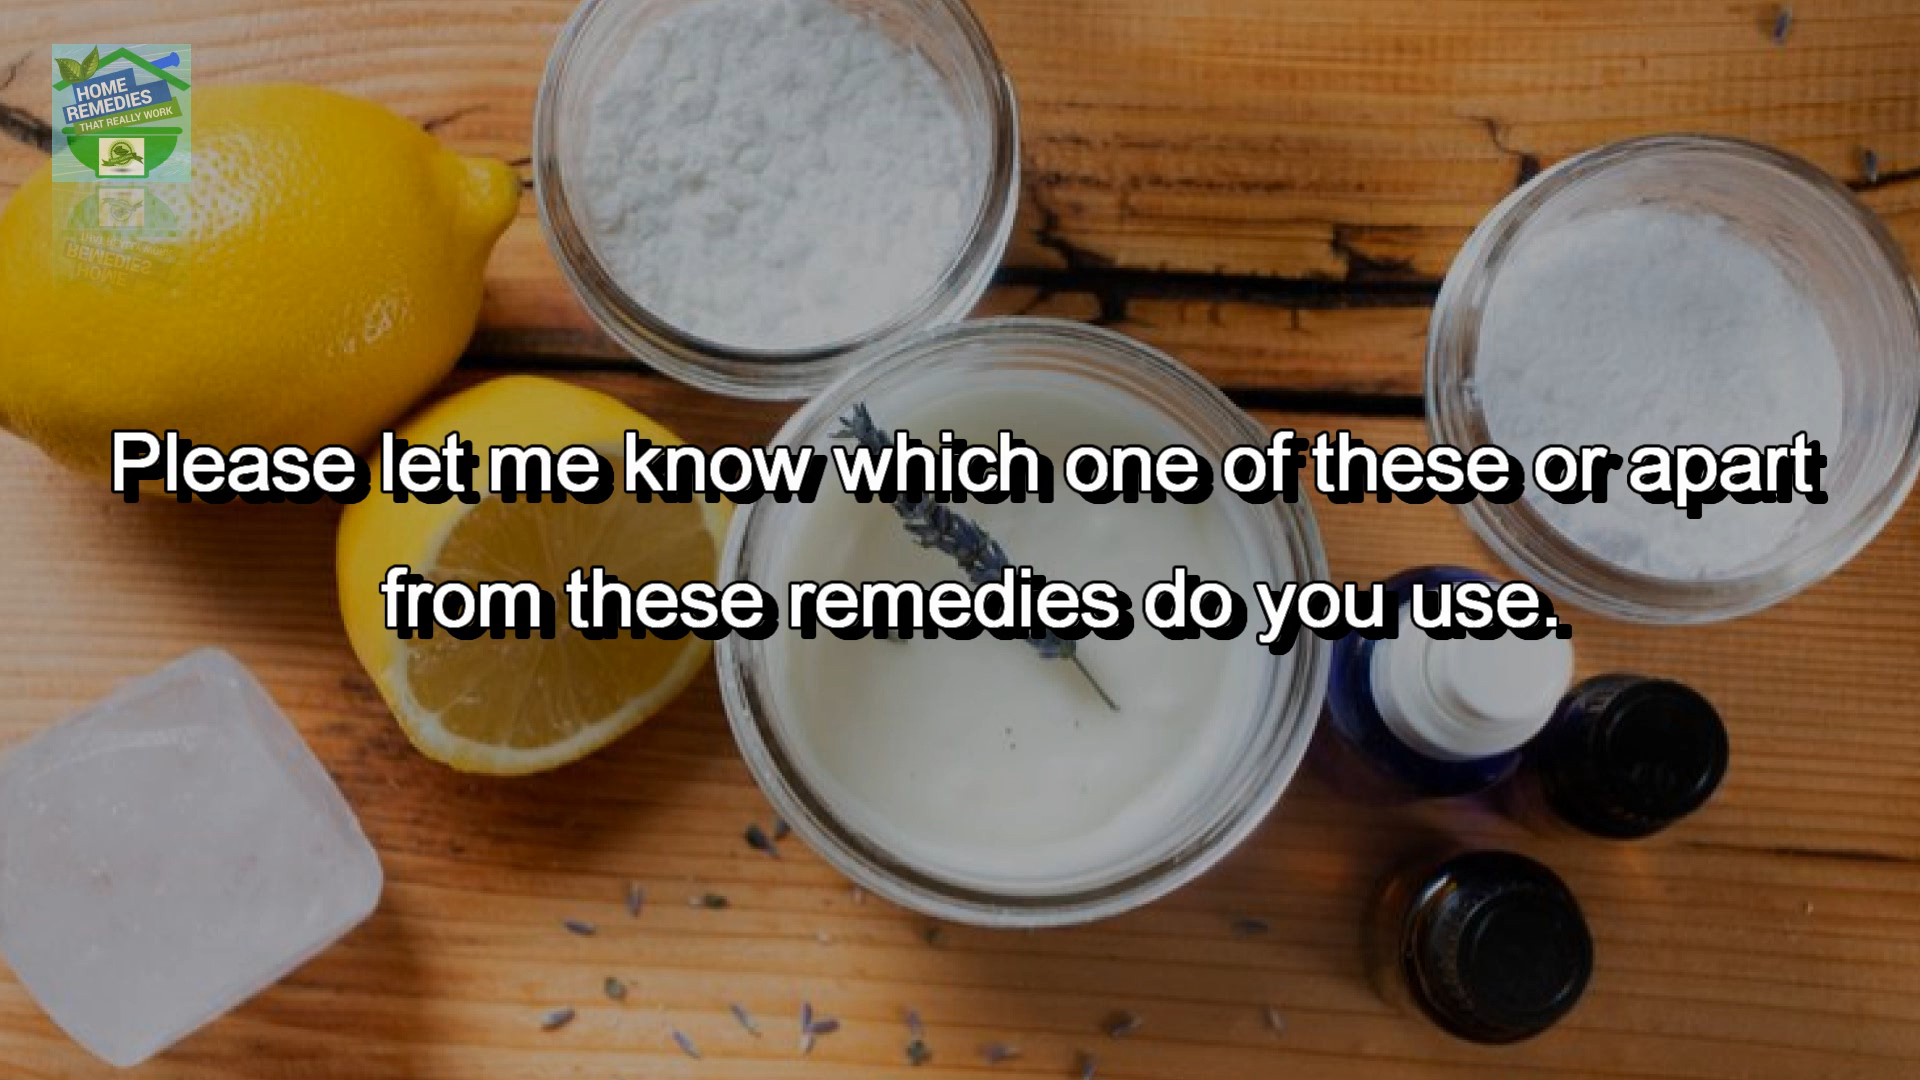 HOME
REMEDIES
THAT REALLY WORK
Please let me know which one of these or apart
from these remedies do you use.